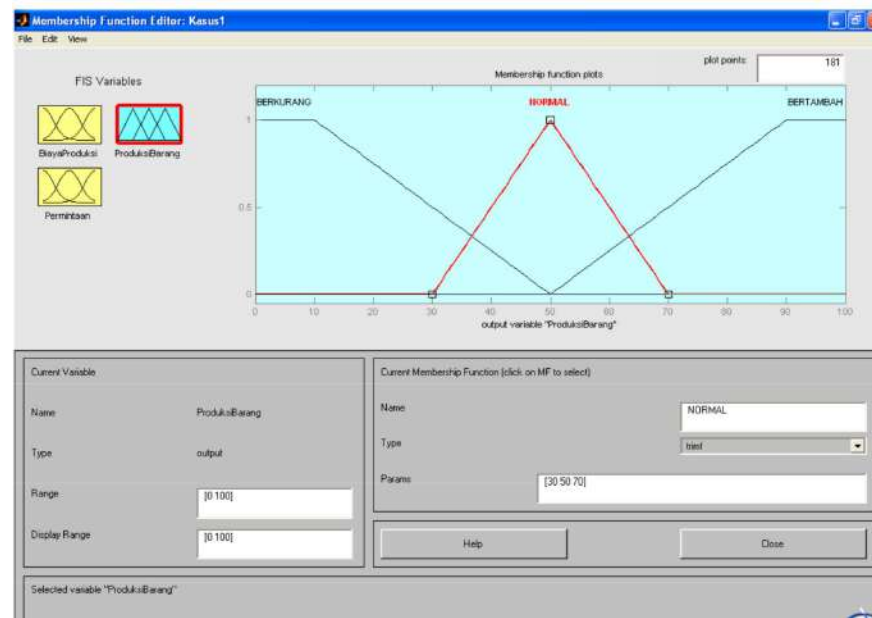 Membership Function Editor: Kasus1
File Edit View
FIS Variables
plot points:
181
Membership function plots
BiayaProduksi
ProduksiBarang
Permintaan
BERKURANG
NORMAL
BERTAMBAH
1
0.5
0
0 10 20 30 40 50 60 70 80 90 100
output variable "ProduksiBarang"
Current Variable
Name
ProduksiBarang
Type
output
Range
[0 100]
Display Range
[0 100]
Current Membership Function (click on MF to select)
Name
NORMAL
Type
trimf
Params
[30 50 70]
Help
Close
Selected variable "ProduksiBarang"